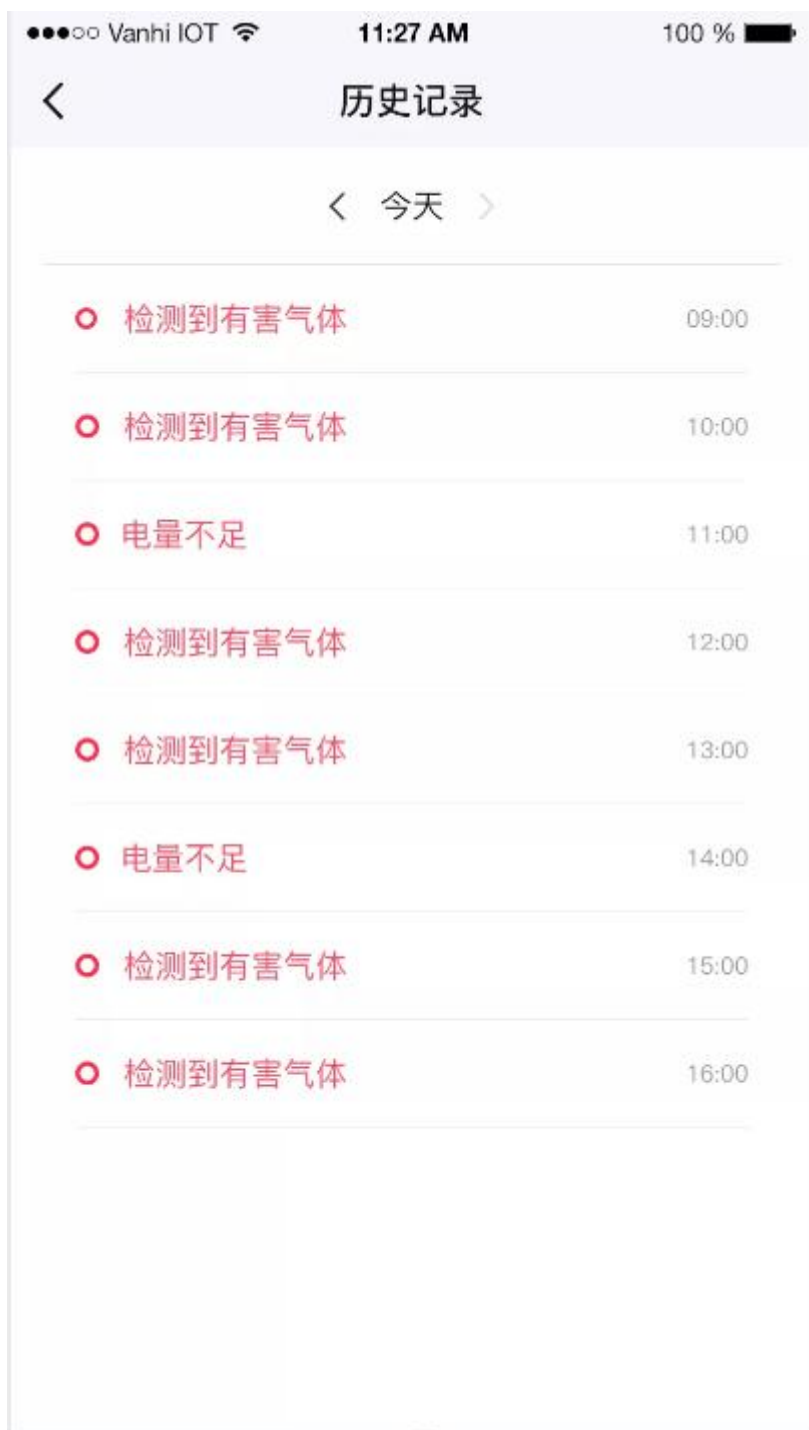 Vanhi IOT 11:27 AM 100 %
历史记录
今天
检测到有害气体 09:00
检测到有害气体 10:00
电量不足 11:00
检测到有害气体 12:00
检测到有害气体 13:00
电量不足 14:00
检测到有害气体 15:00
检测到有害气体 16:00